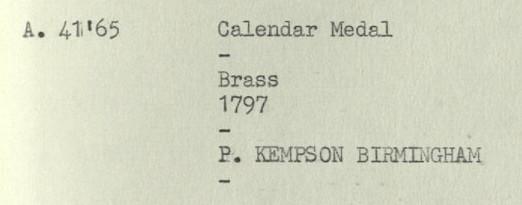 A. 41'65 Calendar Medal
-
Brass
1797
-
P. KEMPSON BIRMINGHAM
-